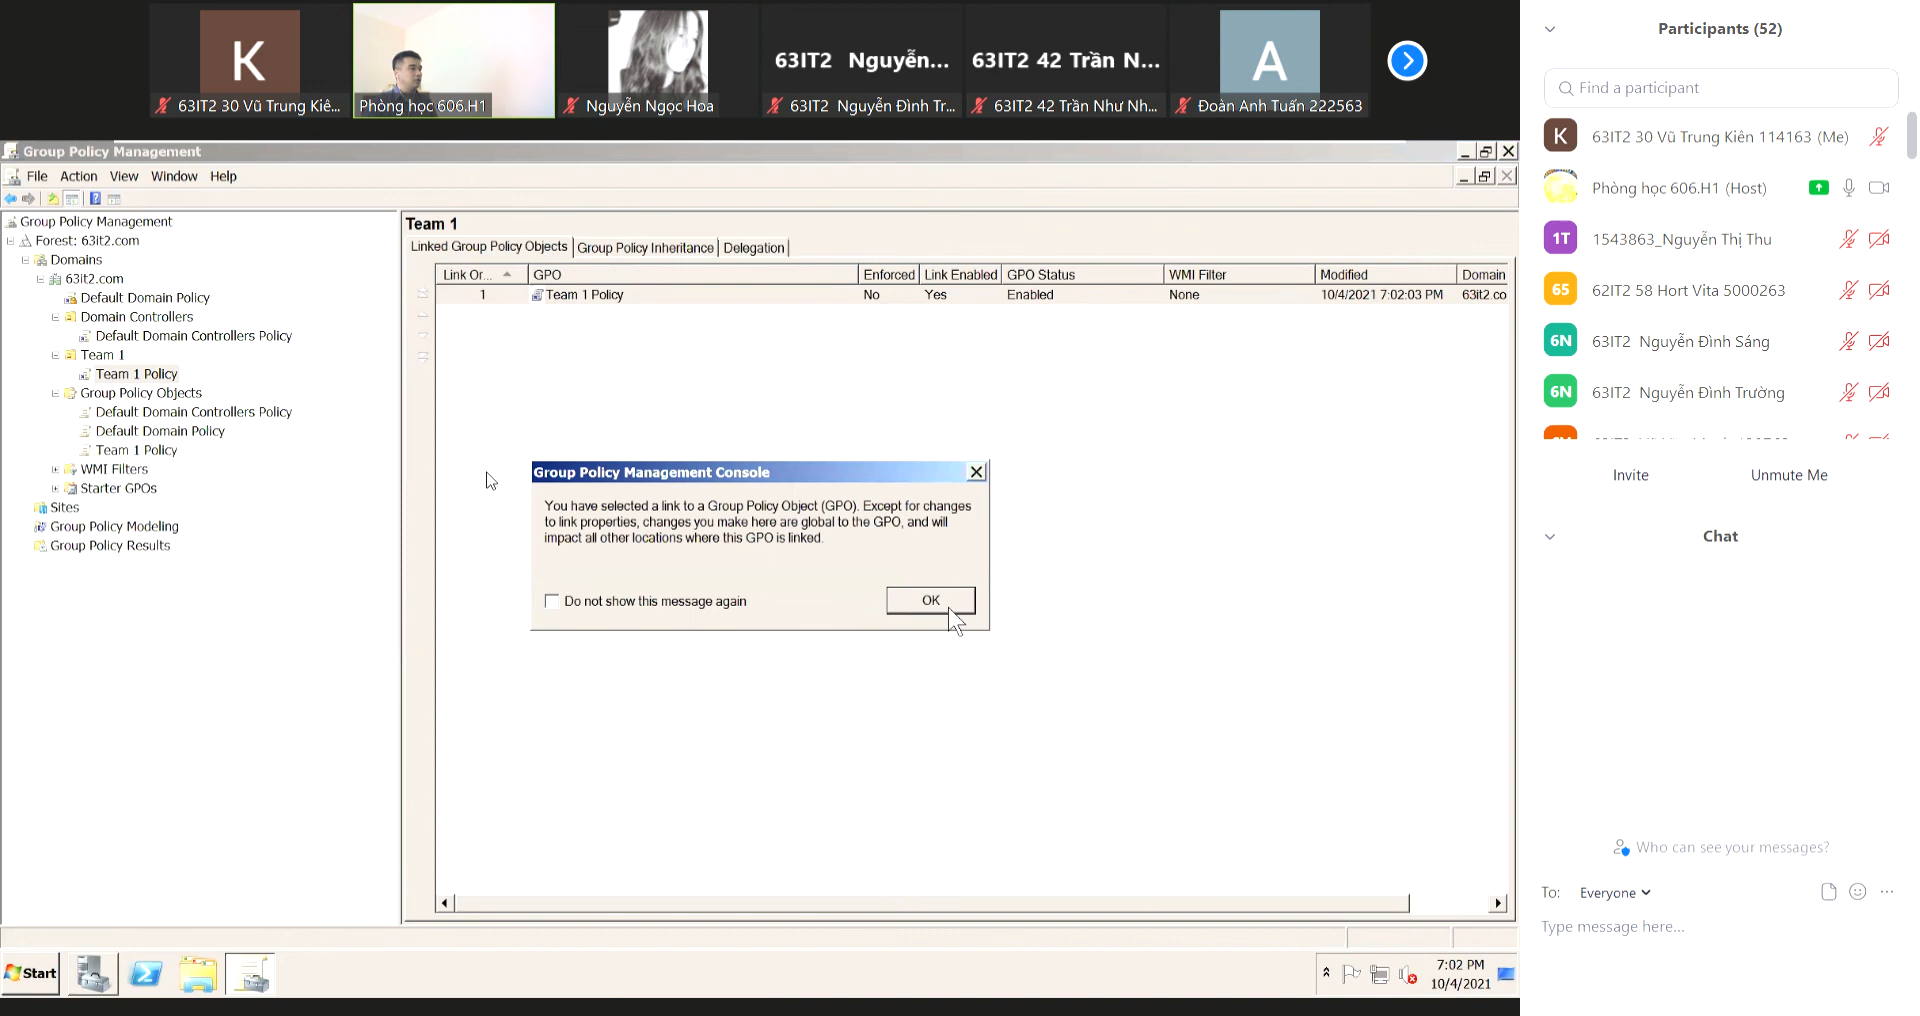 K
63IT2 30 Vũ Trung Kiê...
Phòng học 606.H1
Nguyễn Ngọc Hoa
63IT2 Nguyễn...
63IT2 Nguyễn Đình Tr...
63IT2 42 Trần N...
63IT2 42 Trần Như Nh...
A
Đoàn Anh Tuấn 222563
Group Policy Management
File Action View Window Help
Group Policy Management
Forest: 63it2.com
Domains
63it2.com
Default Domain Policy
Domain Controllers
Default Domain Controllers Policy
Team 1
Team 1 Policy
Group Policy Objects
Default Domain Controllers Policy
Default Domain Policy
Team 1 Policy
WMI Filters
Starter GPOs
Sites
Group Policy Modeling
Group Policy Results
Team 1
Linked Group Policy Objects Group Policy Inheritance Delegation
Link Or... GPO Enforced Link Enabled GPO Status WMI Filter Modified Domain
1 Team 1 Policy No Yes Enabled None 10/4/2021 7:02:03 PM 63it2.co
Group Policy Management Console
You have selected a link to a Group Policy Object (GPO). Except for changes
to link properties, changes you make here are global to the GPO, and will
impact all other locations where this GPO is linked.
Do not show this message again
OK
Start
7:02 PM
10/4/2021
Participants (52)
Find a participant
K 63IT2 30 Vũ Trung Kiên 114163 (Me)
Phòng học 606.H1 (Host)
1T 1543863_Nguyễn Thị Thu
65 62IT2 58 Hort Vita 5000263
6N 63IT2 Nguyễn Đình Sáng
6N 63IT2 Nguyễn Đình Trường
Invite Unmute Me
Chat
Who can see your messages?
To: Everyone
Type message here...